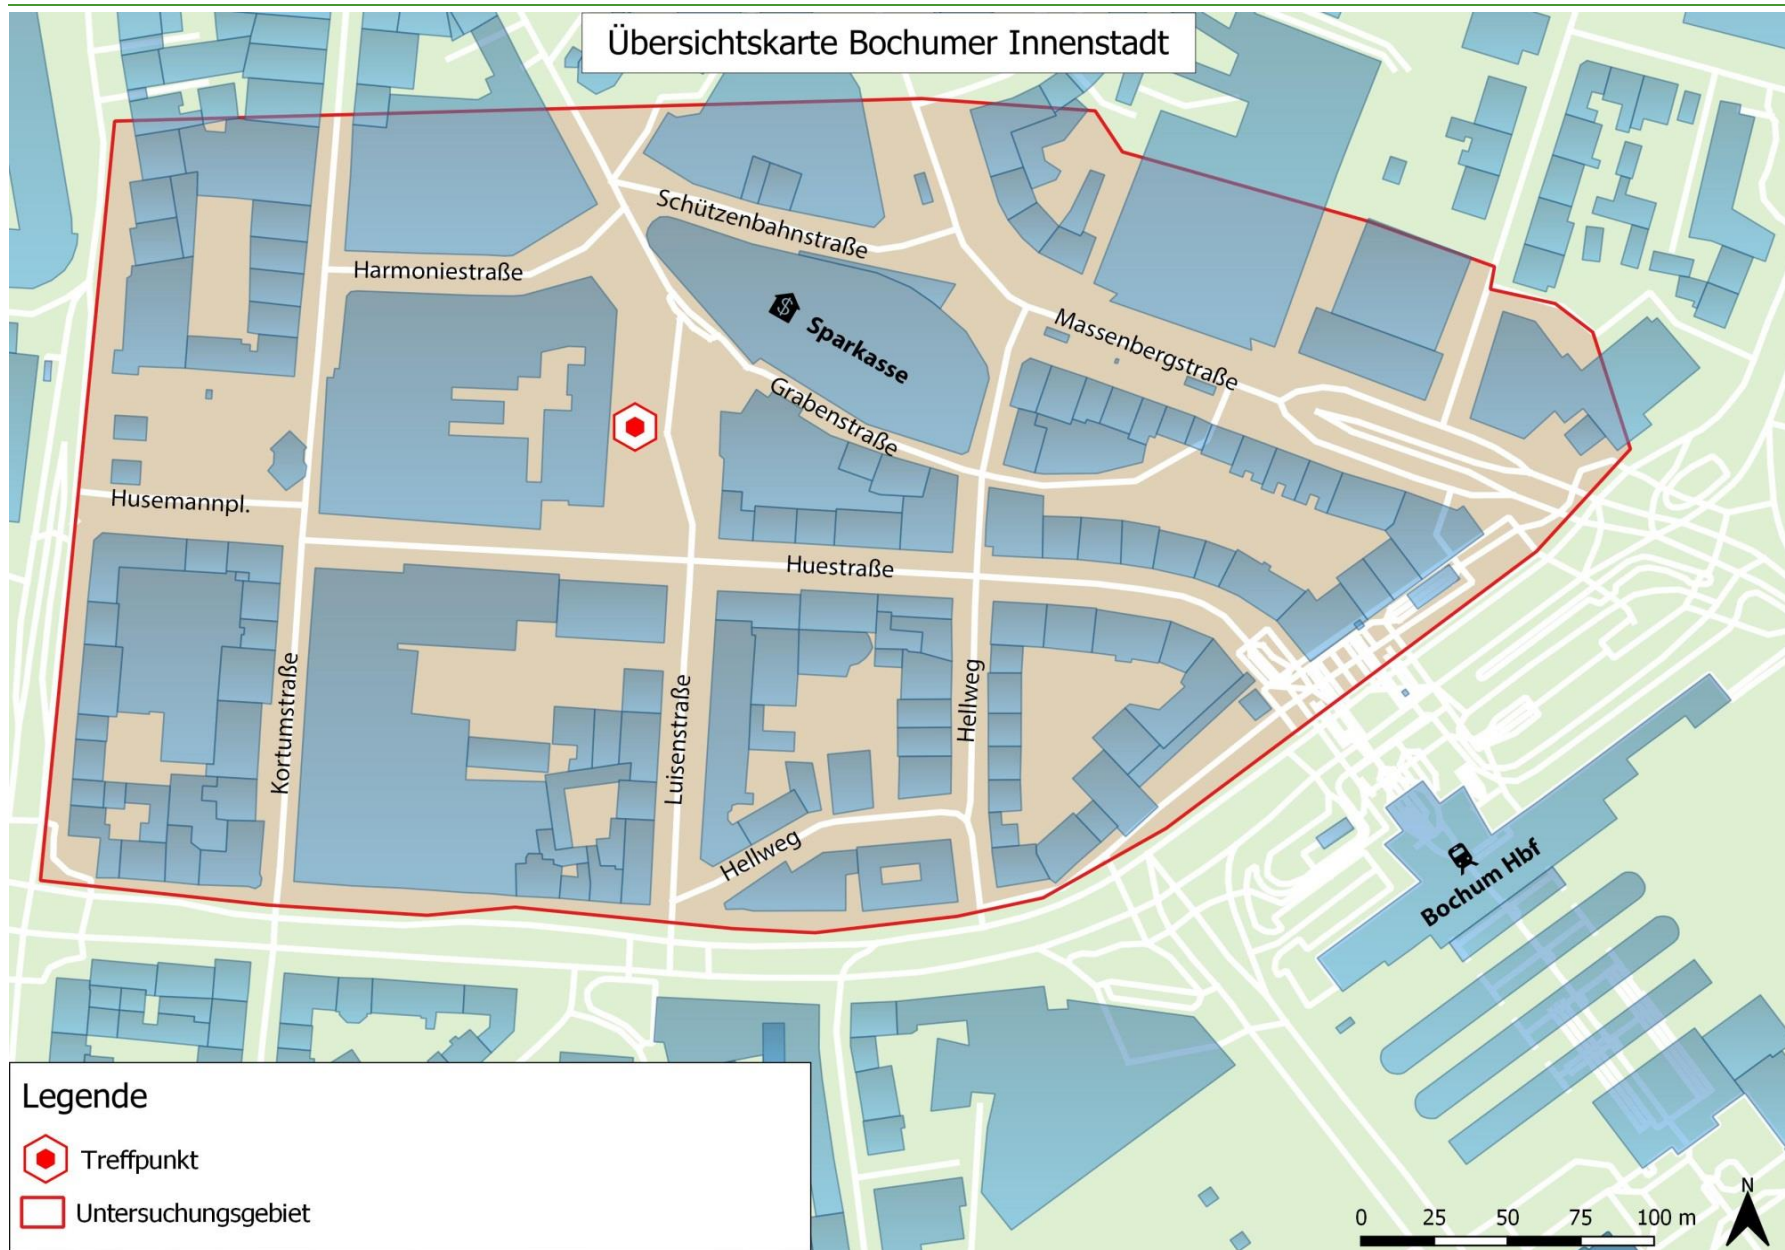 Übersichtskarte Bochumer Innenstadt
Schützenbahnstraße
Harmoniestraße
$
Sparkasse
Massenbergstraße
Grabenstraße
Husemannpl.
Huestraße
Kortumstraße
Luisenstraße
Hellweg
Hellweg
Bochum Hbf
Legende
Treffpunkt
Untersuchungsgebiet
N
0 25 50 75 100 m